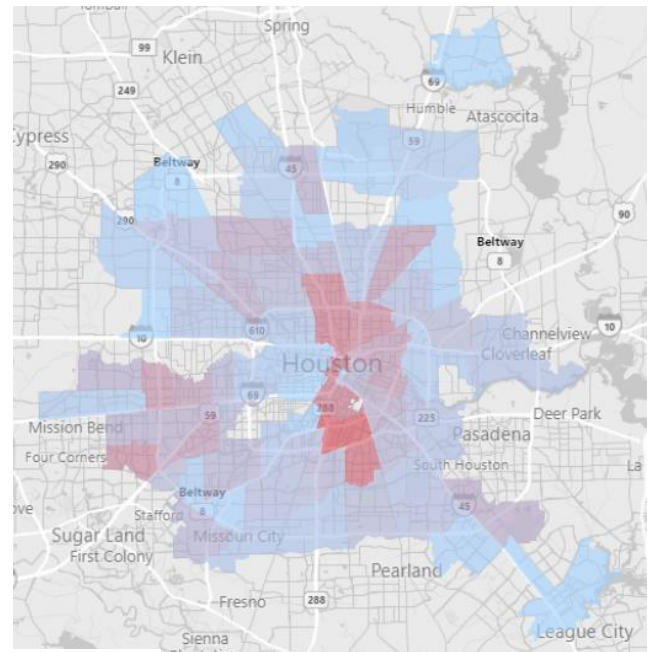 Spring
99
Klein
249
69
Humble
Atascocita
59
290
Beltway
8
45
290
90
Beltway
8
610
10
Channelview
10
Cloverleaf
Houston
69
288
225
Deer Park
59
Mission Bend
Pasadena
Four Corners
South Houston
La
Beltway
8
45
Stafford
Sugar Land
Missouri City
First Colony
Pearland
Fresno
288
League City
Sienna